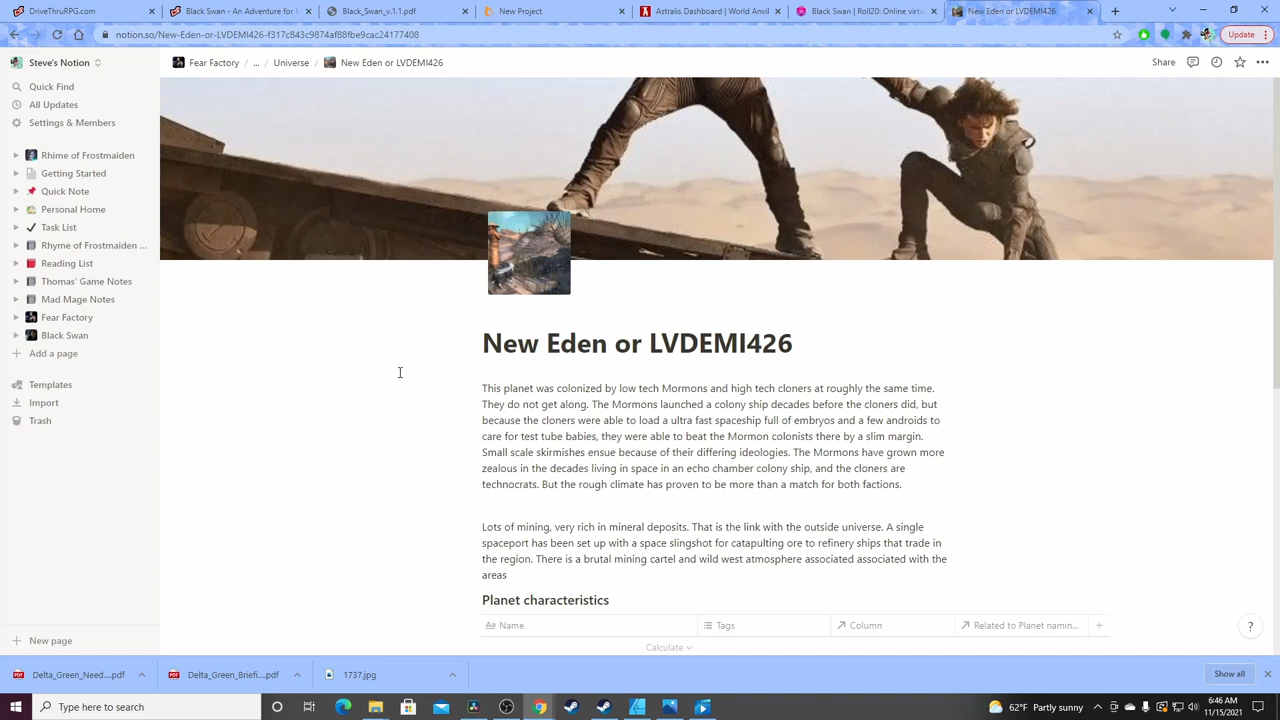 DriveThruRPG.com
Black Swan - An Adventure for
Black_Swan_v.1.1.pdf
New Project
Astralis Dashboard | World Anvil
Black Swan | Roll20: Online virtu
New Eden or LVDEMI426
notion.so/New-Eden-or-LVDEMI426-f317c843c9874af88fbe9cac24177408
Update
Steve's Notion
Fear Factory / ... / Universe / New Eden or LVDEMI426
Share
Quick Find
All Updates
Settings & Members
Rhime of Frostmaiden
Getting Started
Quick Note
Personal Home
Task List
Rhyme of Frostmaiden ...
Reading List
Thomas' Game Notes
Mad Mage Notes
Fear Factory
Black Swan
Add a page
Templates
Import
Trash
New page
New Eden or LVDEMI426
This planet was colonized by low tech Mormons and high tech cloners at roughly the same time.
They do not get along. The Mormons launched a colony ship decades before the cloners did, but
because the cloners were able to load a ultra fast spaceship full of embryos and a few androids to
care for test tube babies, they were able to beat the Mormon colonists there by a slim margin.
Small scale skirmishes ensue because of their differing ideologies. The Mormons have grown more
zealous in the decades living in space in an echo chamber colony ship, and the cloners are
technocrats. But the rough climate has proven to be more than a match for both factions.
Lots of mining, very rich in mineral deposits. That is the link with the outside universe. A single
spaceport has been set up with a space slingshot for catapulting ore to refinery ships that trade in
the region. There is a brutal mining cartel and wild west atmosphere associated associated with the
areas
Planet characteristics
Aa Name
Tags
Column
Related to Planet namin...
Calculate
?
Delta_Green_Need....pdf
Delta_Green_Briefi....pdf
1737.jpg
Show all
Type here to search
62°F Partly sunny
6:46 AM
11/15/2021